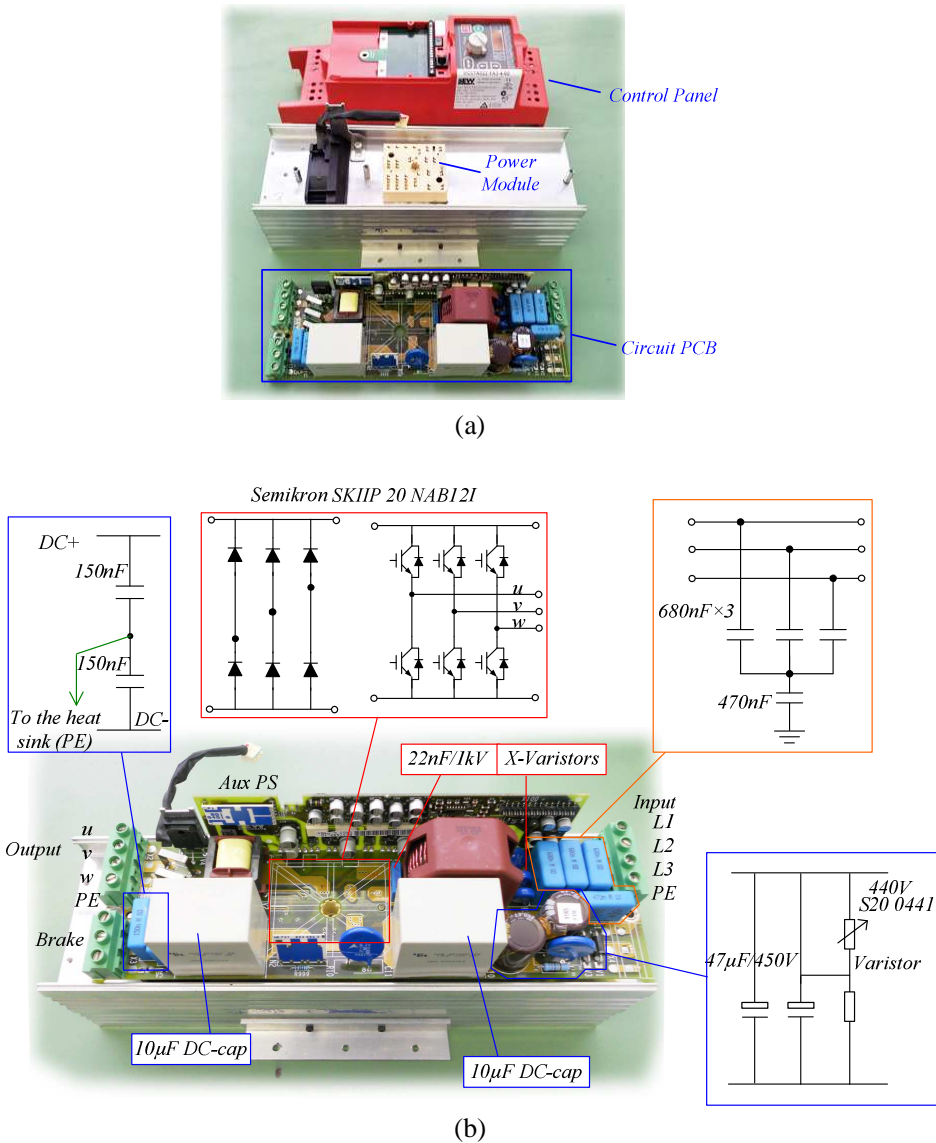 SEW
Control Panel
Power
Module
Circuit PCB
(a)
Semikron SKIIP 20 NAB12I
DC+
150nF
150nF
To the heat
sink (PE)
DC-
u
v
w
680nF×3
470nF
22nF/1kV
X-Varistors
Aux PS
Input
L1
L2
L3
PE
Output
u
v
w
PE
Brake
440V
S20 0441
47µF/450V
Varistor
10µF DC-cap
10µF DC-cap
(b)